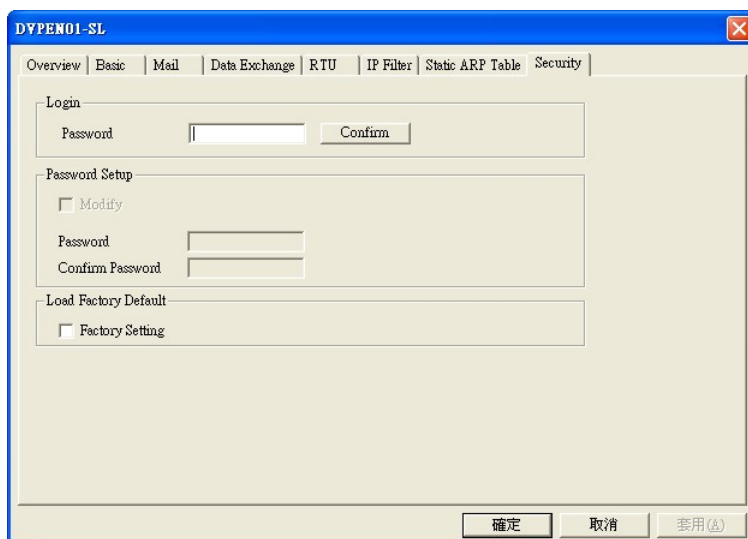 DVPEN01-SL
Overview Basic Mail Data Exchange RTU IP Filter Static ARP Table Security
Login
Password Confirm
Password Setup
Modify
Password
Confirm Password
Load Factory Default
Factory Setting
確定 取消 套用(A)